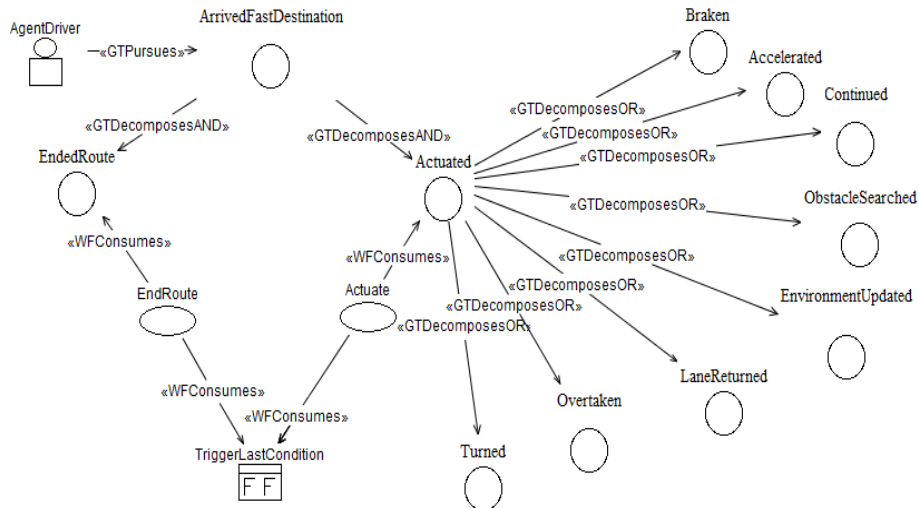 ArrivedFastDestination
Braken
AgentDriver
«GTPursues»
Accelerated
Continued
«GTDecomposesOR»
«GTDecomposesAND»
«GTDecomposesAND»
«GTDecomposesOR»
EndedRoute
Actuated
«GTDecomposesOR»
ObstacleSearched
«GTDecomposesOR»
«WFConsumes»
«WFConsumes»
«GTDecomposesOR»
EndRoute
Actuate
EnvironmentUpdated
«GTDecomposesOR»
«GTDecomposesOR»
LaneReturned
«WFConsumes»
«WFConsumes»
Overtaken
TriggerLastCondition
Turned
F F